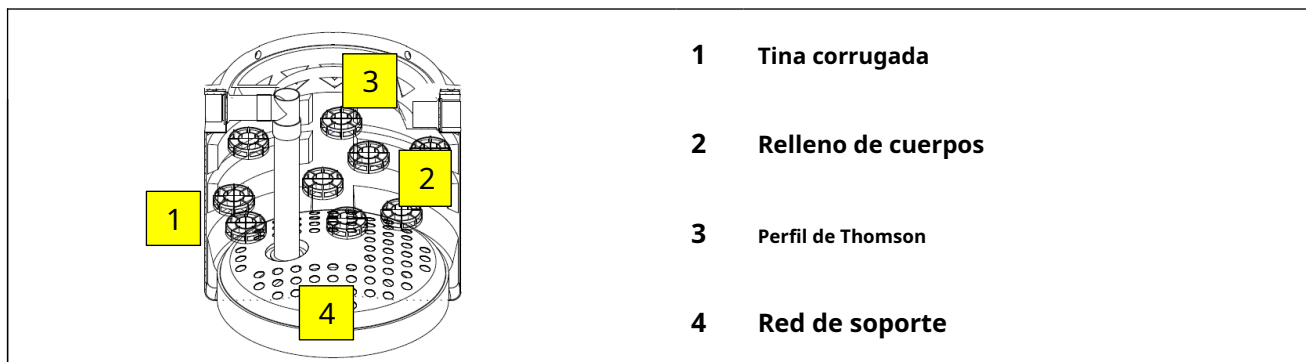 3
2
1
4
1 Tina corrugada
2 Relleno de cuerpos
3 Perfil de Thomson
4 Red de soporte